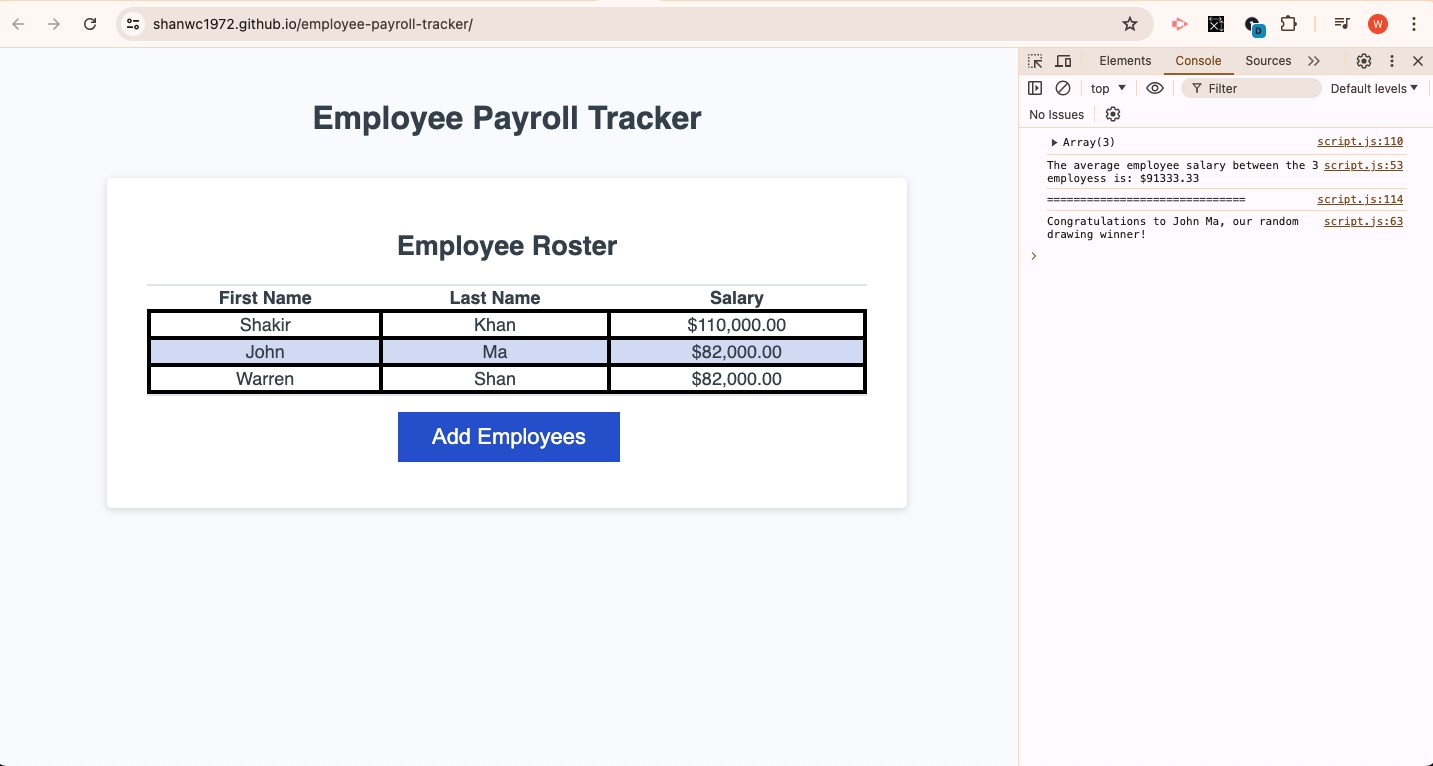 shanwc1972.github.io/employee-payroll-tracker/
D
W
Elements Console Sources
top Filter Default levels
No Issues
Employee Payroll Tracker
Array(3) script.js:110
The average employee salary between the 3 script.js:53
employess is: $91333.33
============================== script.js:114
Congratulations to John Ma, our random script.js:63
drawing winner!
Employee Roster
First Name Last Name Salary
Shakir Khan $110,000.00
John Ma $82,000.00
Warren Shan $82,000.00
Add Employees